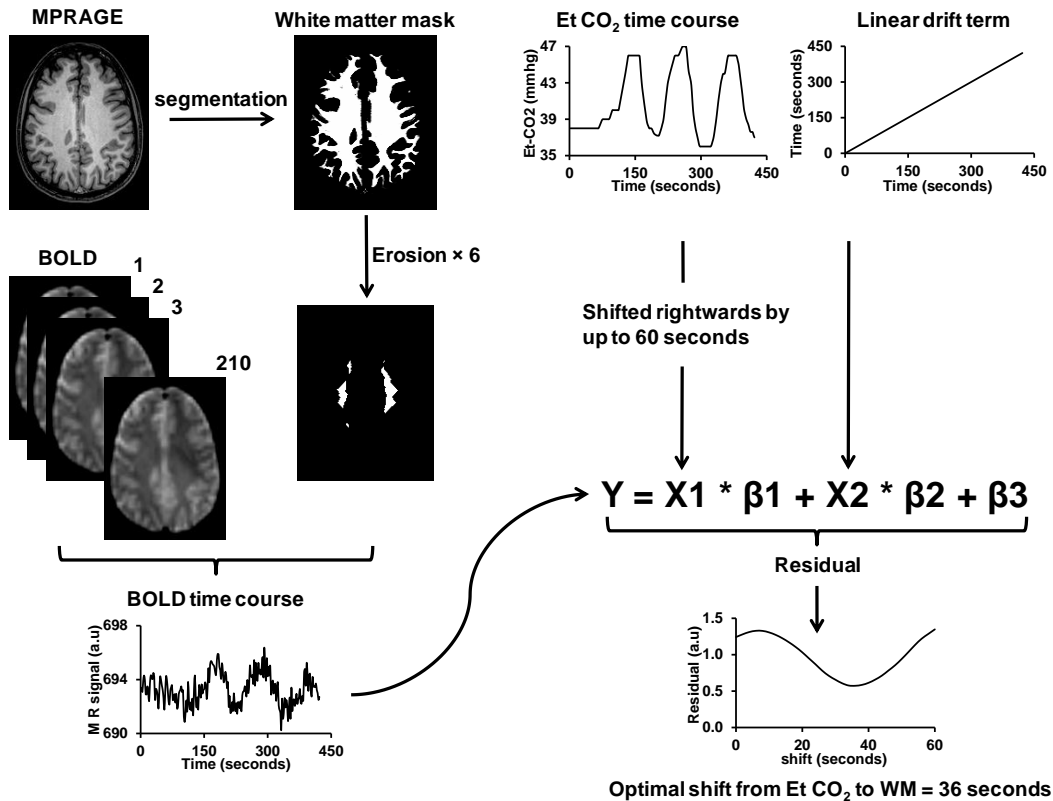 MPRAGE
White matter mask
segmentation
Erosion × 6
BOLD
1
2
3
210
BOLD time course
M R signal (a.u)
698
694
690
0
150
300
450
Time (seconds)
Et CO₂ time course
Et-CO2 (mmhg)
47
43
39
35
0
150
300
450
Time (seconds)
Linear drift term
Time (seconds)
450
300
150
0
0
150
300
450
Time (seconds)
Shifted rightwards by
up to 60 seconds
Y = X1 * β1 + X2 * β2 + β3
Residual
Residual (a.u)
1.5
1.0
0.5
0.0
0
20
40
60
shift (seconds)
Optimal shift from Et CO₂ to WM = 36 seconds